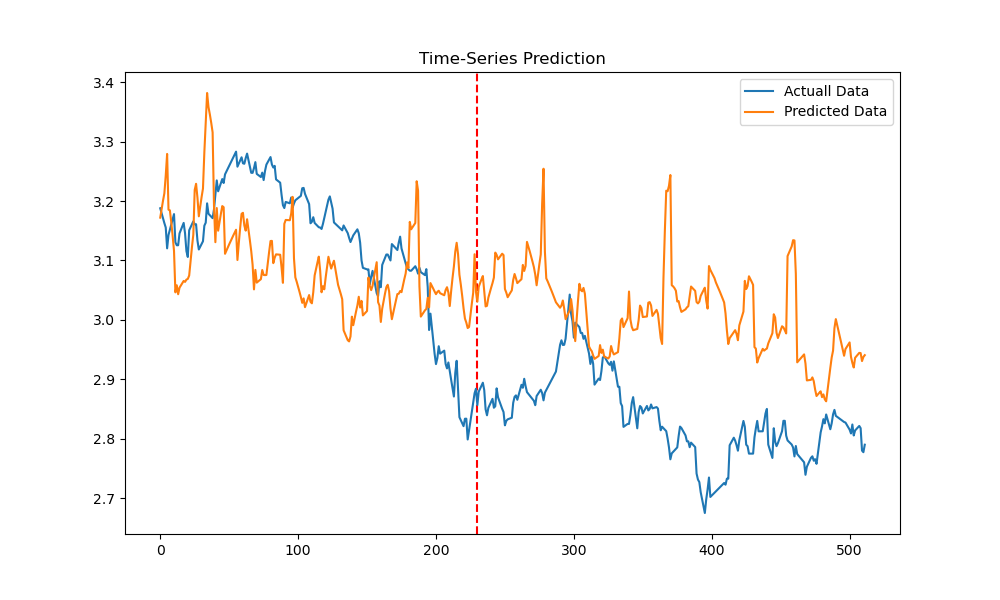 Time-Series Prediction
Actuall Data
Predicted Data
3.4
3.3
3.2
3.1
3.0
2.9
2.8
2.7
0 100 200 300 400 500